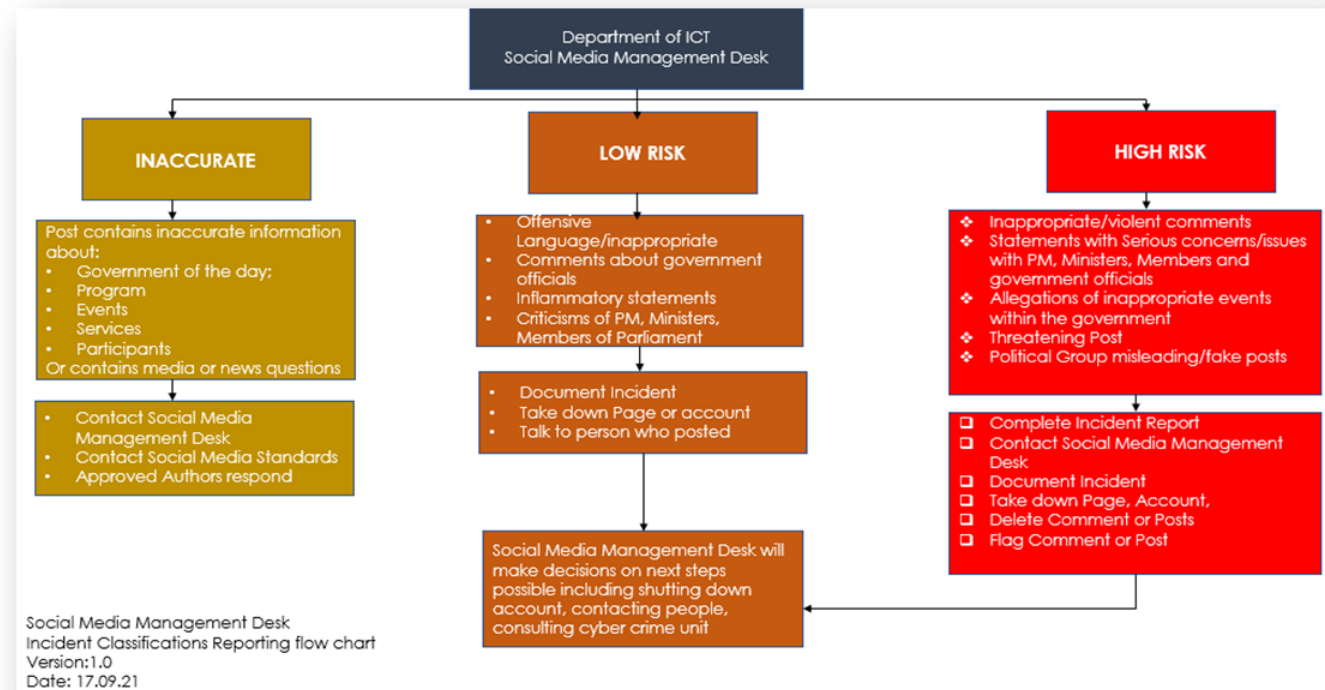 Department of ICT
Social Media Management Desk
INACCURATE
LOW RISK
HIGH RISK
Post contains inaccurate information
about:
• Government of the day;
• Program
• Events
• Services
• Participants
Or contains media or news questions
• Contact Social Media
Management Desk
• Contact Social Media Standards
• Approved Authors respond
• Offensive
Language/inappropriate
• Comments about government
officials
• Inflammatory statements
• Criticisms of PM, Ministers,
Members of Parliament
• Document Incident
• Take down Page or account
• Talk to person who posted
Social Media Management Desk will
make decisions on next steps
possible including shutting down
account, contacting people,
consulting cyber crime unit
❖ Inappropriate/violent comments
❖ Statements with Serious concerns/issues
with PM, Ministers, Members and
government officials
❖ Allegations of inappropriate events
within the government
❖ Threatening Post
❖ Political Group misleading/fake posts
❑ Complete Incident Report
❑ Contact Social Media Management
Desk
❑ Document Incident
❑ Take down Page, Account,
❑ Delete Comment or Posts
❑ Flag Comment or Post
Social Media Management Desk
Incident Classifications Reporting flow chart
Version:1.0
Date: 17.09.21